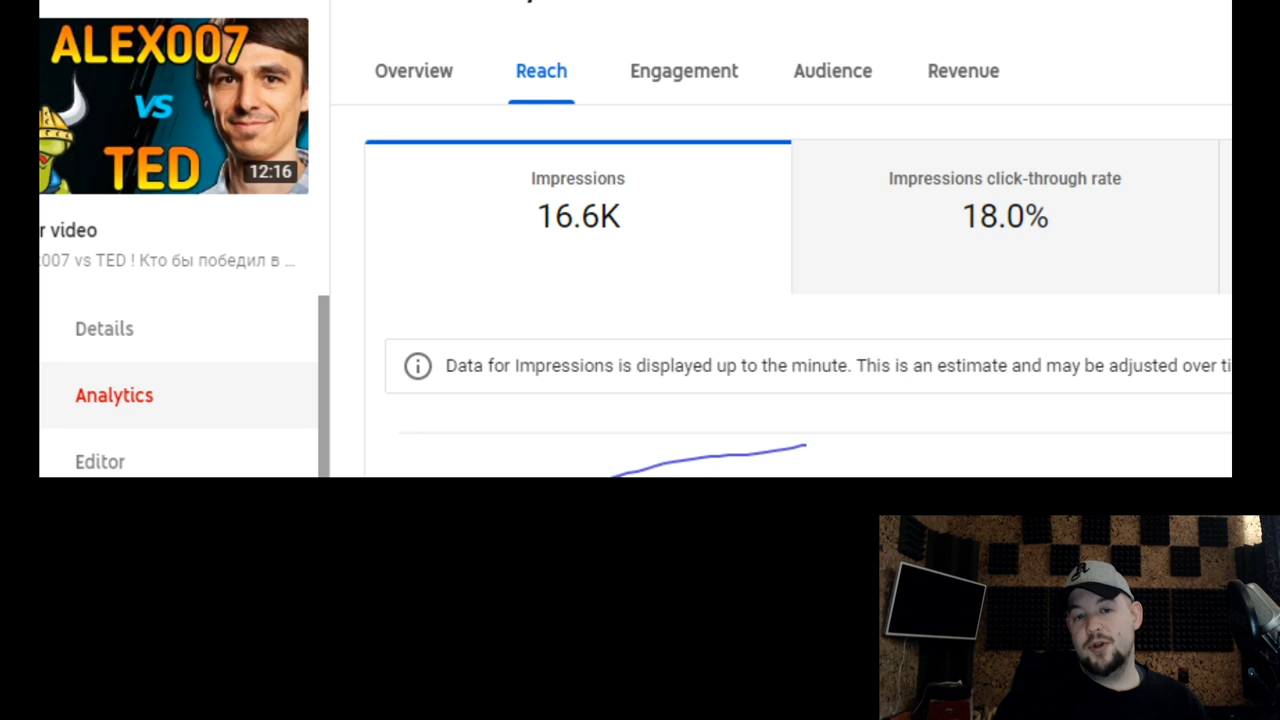 ALEX007
vs
TED
12:16
r video
007 vs TED ! Кто бы победил в ...
Details
Analytics
Editor
Overview
Reach
Engagement
Audience
Revenue
Impressions
16.6K
Impressions click-through rate
18.0%
Data for Impressions is displayed up to the minute. This is an estimate and may be adjusted over ti